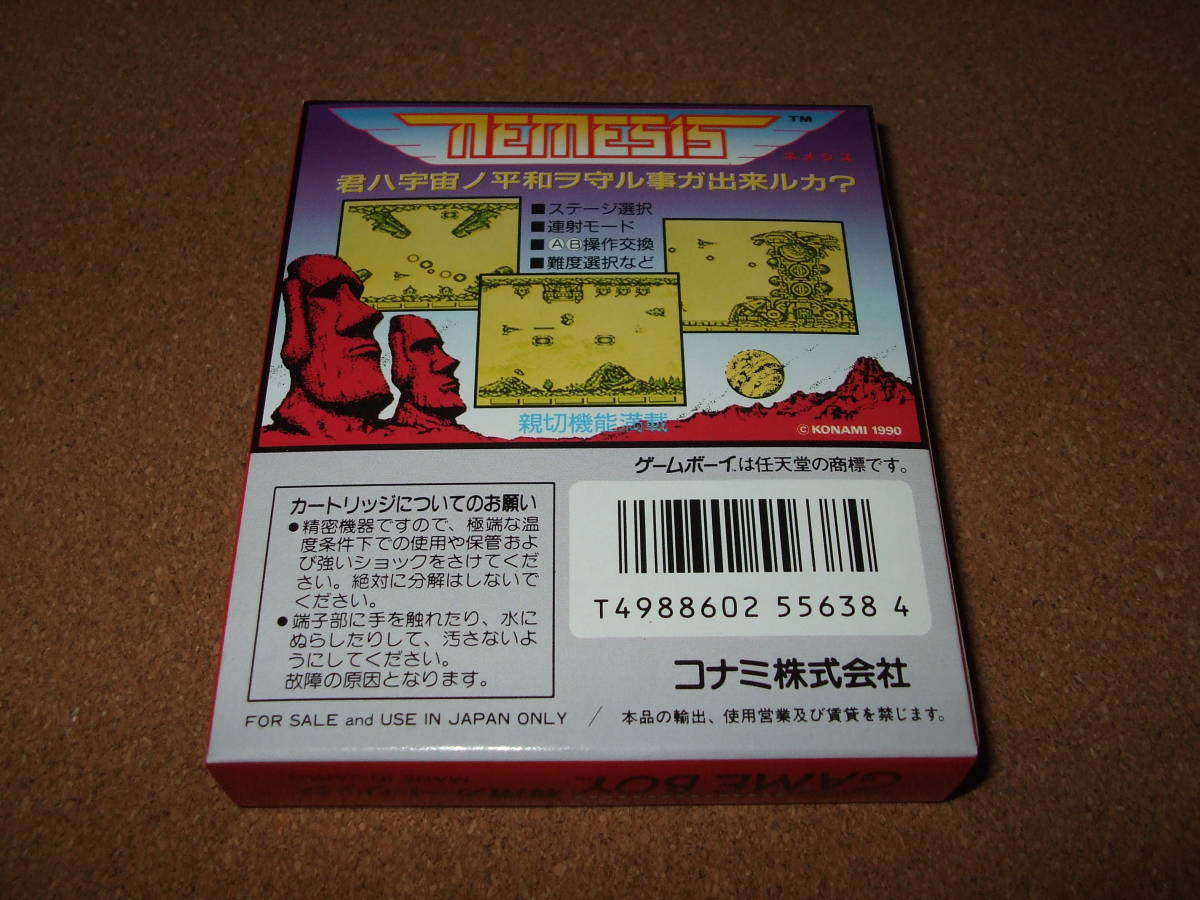 NEMESIS TM
ネメシス
君ハ宇宙ノ平和ヲ守ル事ガ出来ルカ?
■ステージ選択
■連射モード
■ⒶⒷ操作交換
■難度選択など
親切機能満載
© KONAMI 1990
ゲームボーイ™は任天堂の商標です。
カートリッジについてのお願い
●精密機器ですので、極端な温
度条件下での使用や保管およ
び強いショックをさけてくだ
さい。絶対に分解はしないで
ください。
●端子部に手を触れたり、水に
ぬらしたりして、汚さないよ
うにしてください。
故障の原因となります。
T4988602 55638 4
コナミ株式会社
FOR SALE and USE IN JAPAN ONLY / 本品の輸出、使用営業及び賃貸を禁じます。
GAME BOY
MADE IN JAPAN